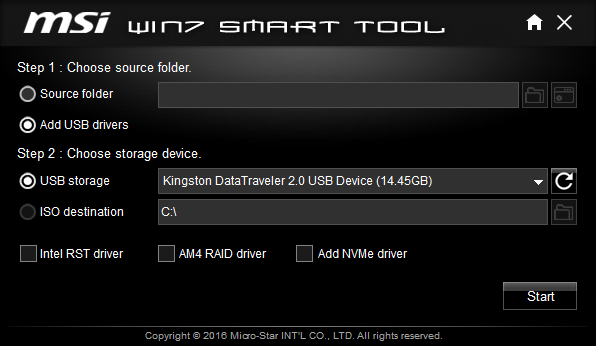 msi WIN7 SMART TOOL
Step 1 : Choose source folder.
Source folder
Add USB drivers
Step 2 : Choose storage device.
USB storage Kingston DataTraveler 2.0 USB Device (14.45GB)
ISO destination C:\
Intel RST driver AM4 RAID driver Add NVMe driver
Start
Copyright © 2016 Micro-Star INT'L CO., LTD. All rights reserved.